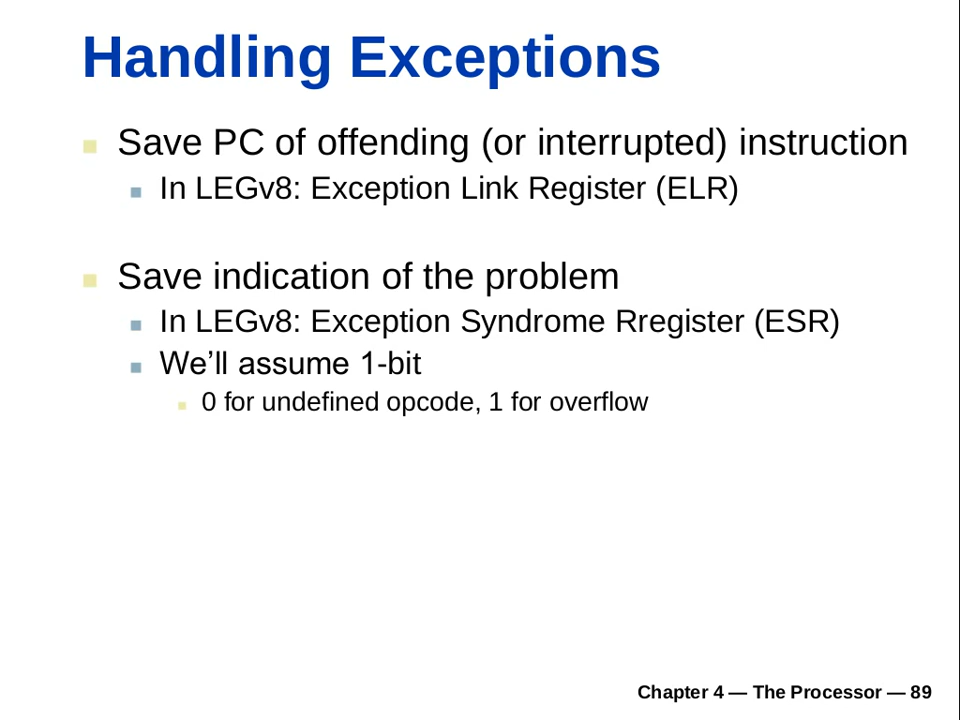 Handling Exceptions
Save PC of offending (or interrupted) instruction
In LEGv8: Exception Link Register (ELR)
Save indication of the problem
In LEGv8: Exception Syndrome Rregister (ESR)
We’ll assume 1-bit
0 for undefined opcode, 1 for overflow
Chapter 4 — The Processor — 89